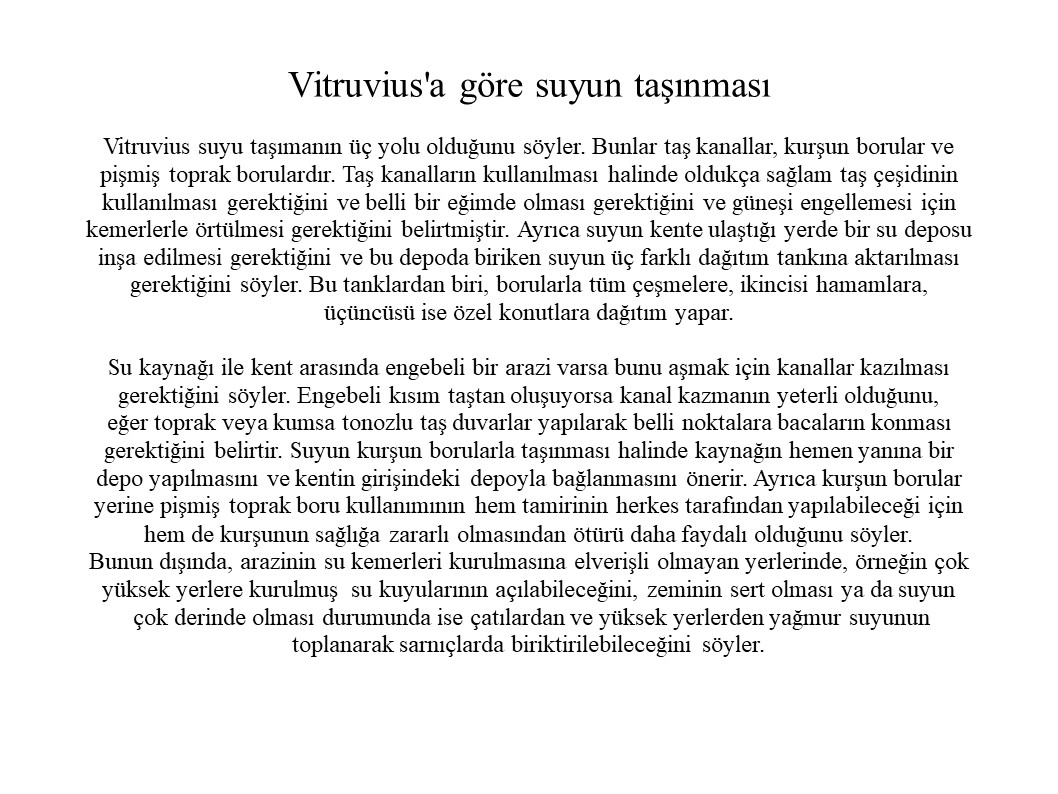 Vitruvius'a göre suyun taşınması
Vitruvius suyu taşımanın üç yolu olduğunu söyler. Bunlar taş kanallar, kurşun borular ve
pişmiş toprak borulardır. Taş kanalların kullanılması halinde oldukça sağlam taş çeşidinin
kullanılması gerektiğini ve belli bir eğimde olması gerektiğini ve güneşi engellemesi için
kemerlerle örtülmesi gerektiğini belirtmiştir. Ayrıca suyun kente ulaştığı yerde bir su deposu
inşa edilmesi gerektiğini ve bu depoda biriken suyun üç farklı dağıtım tankına aktarılması
gerektiğini söyler. Bu tanklardan biri, borularla tüm çeşmelere, ikincisi hamamlara,
üçüncüsü ise özel konutlara dağıtım yapar.
Su kaynağı ile kent arasında engebeli bir arazi varsa bunu aşmak için kanallar kazılması
gerektiğini söyler. Engebeli kısım taştan oluşuyorsa kanal kazmanın yeterli olduğunu,
eğer toprak veya kumsa tonozlu taş duvarlar yapılarak belli noktalara bacaların konması
gerektiğini belirtir. Suyun kurşun borularla taşınması halinde kaynağın hemen yanına bir
depo yapılmasını ve kentin girişindeki depoyla bağlanmasını önerir. Ayrıca kurşun borular
yerine pişmiş toprak boru kullanımının hem tamirinin herkes tarafından yapılabileceği için
hem de kurşunun sağlığa zararlı olmasından ötürü daha faydalı olduğunu söyler.
Bunun dışında, arazinin su kemerleri kurulmasına elverişli olmayan yerlerinde, örneğin çok
yüksek yerlere kurulmuş su kuyularının açılabileceğini, zeminin sert olması ya da suyun
çok derinde olması durumunda ise çatılardan ve yüksek yerlerden yağmur suyunun
toplanarak sarnıçlarda biriktirilebileceğini söyler.